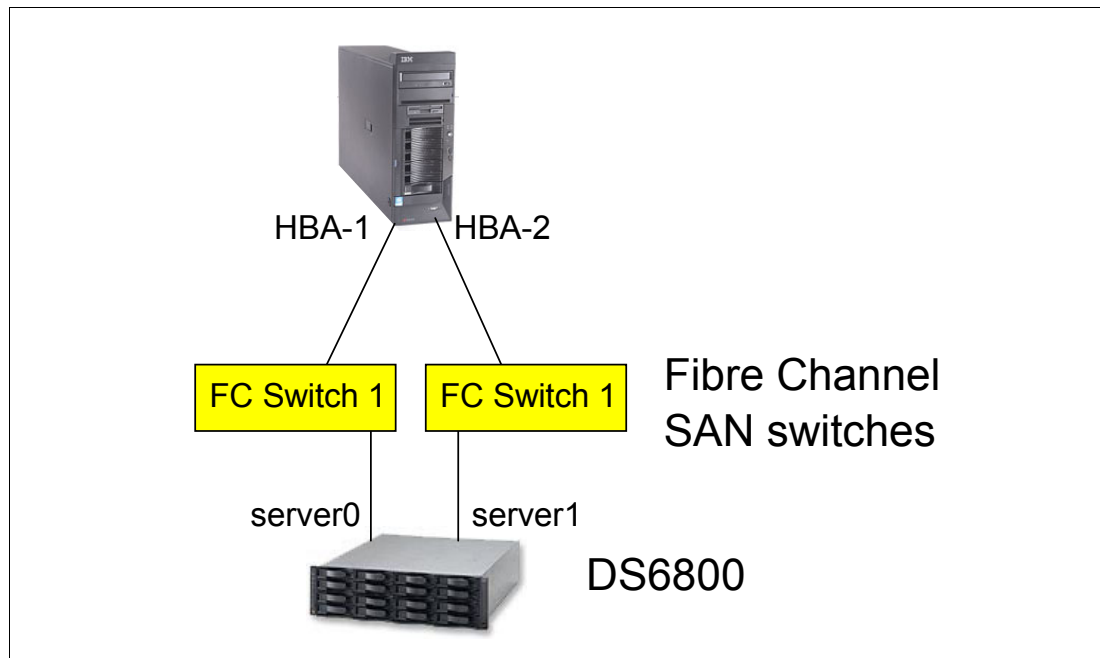 IBM
HBA-1
HBA-2
FC Switch 1
FC Switch 1
Fibre Channel
SAN switches
server0
server1
DS6800